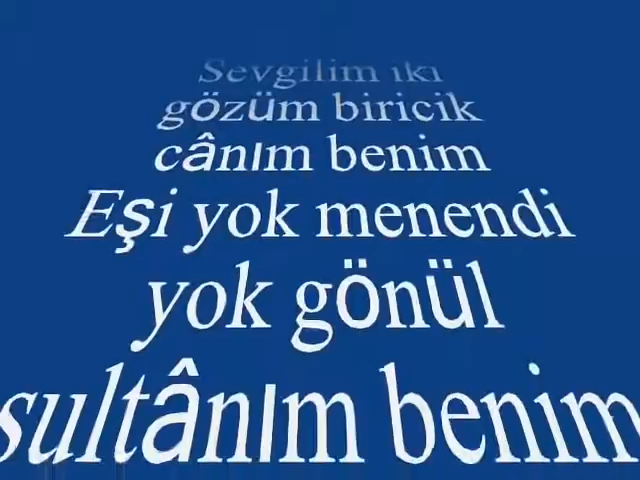 Sevgilim iki
gözüm biricik
cânım benim
Eşi yok menendi
yok gönül
sultânım benim